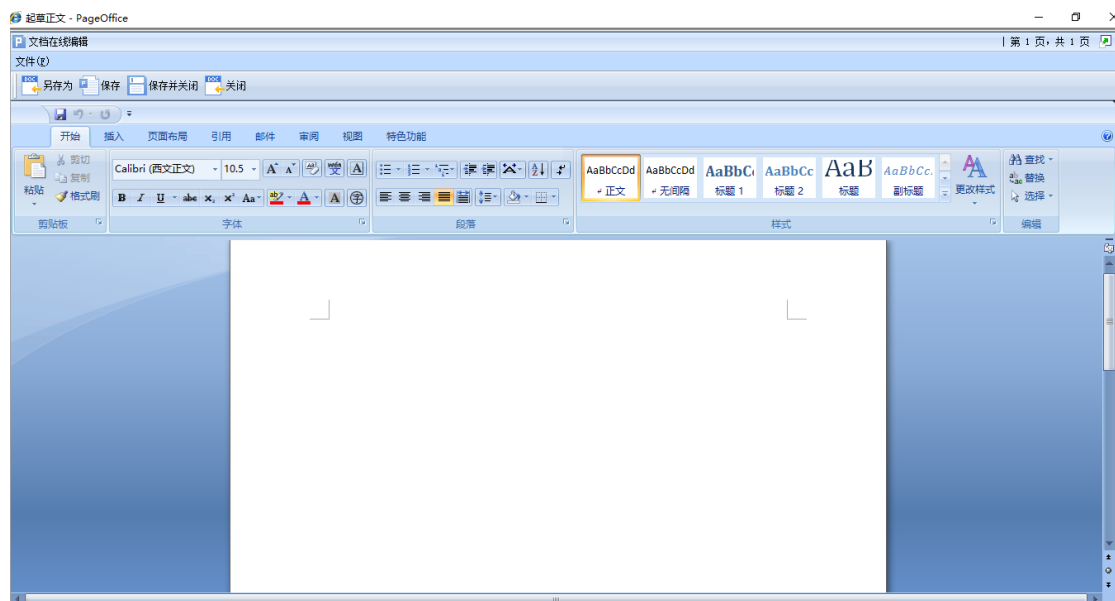 起草正文 - PageOffice
文档在线编辑
| 第 1 页，共 1 页
文件(F)
另存为 保存 保存并关闭 关闭
开始 插入 页面布局 引用 邮件 审阅 视图 特色功能
粘贴 剪切 复制 格式刷
剪贴板
Calibri (西文正文) 10.5
B I U abc x₂ x² Aa A A
字体
段落
AaBbCcDd AaBbCcDd AaBbC AaBbCc AaB AaBbCc.
正文 无间隔 标题 1 标题 2 标题 副标题
更改样式
样式
查找
替换
选择
编辑